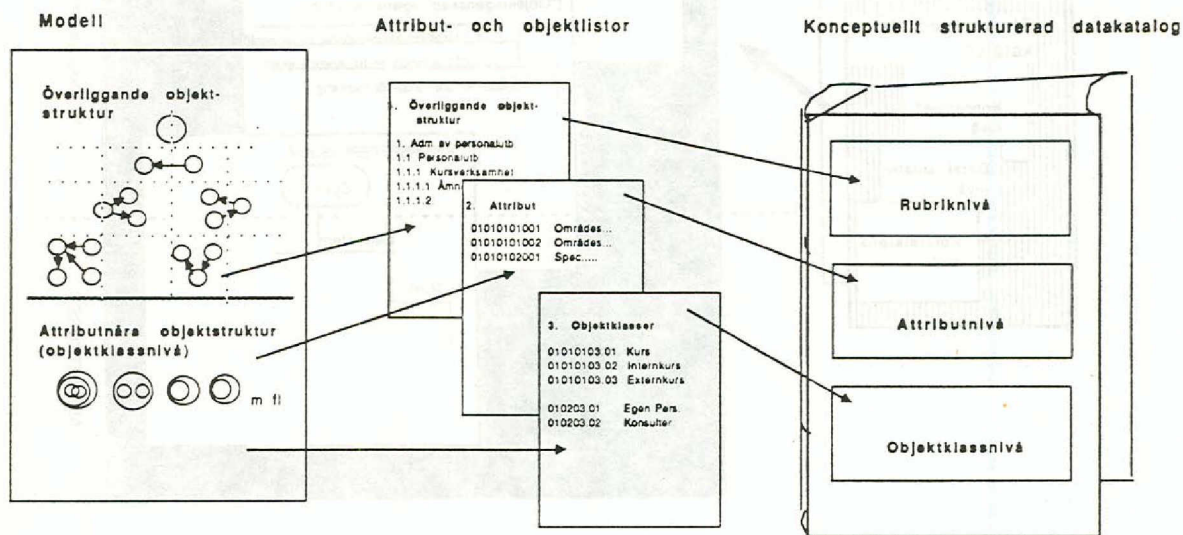 Modell
Överliggande objekt-
struktur
Attributnära objektstruktur
(objektklassnivå)
m fl
Attribut- och objektlistor
1. Överliggande objekt-
struktur
1. Adm av personalutb
1.1 Personalutb
1.1.1 Kursverksamhet
1.1.1.1 Ämn
1.1.1.2
2. Attribut
01010101001 Områdes...
01010101002 Områdes...
01010102001 Spec.....
3. Objektklasser
01010103.01 Kurs
01010103.02 Internkurs
01010103.03 Externkurs
010203.01 Egen Pers.
010203.02 Konsulter
Konceptuellt strukturerad datakatalog
Rubriknivå
Attributnivå
Objektklassnivå